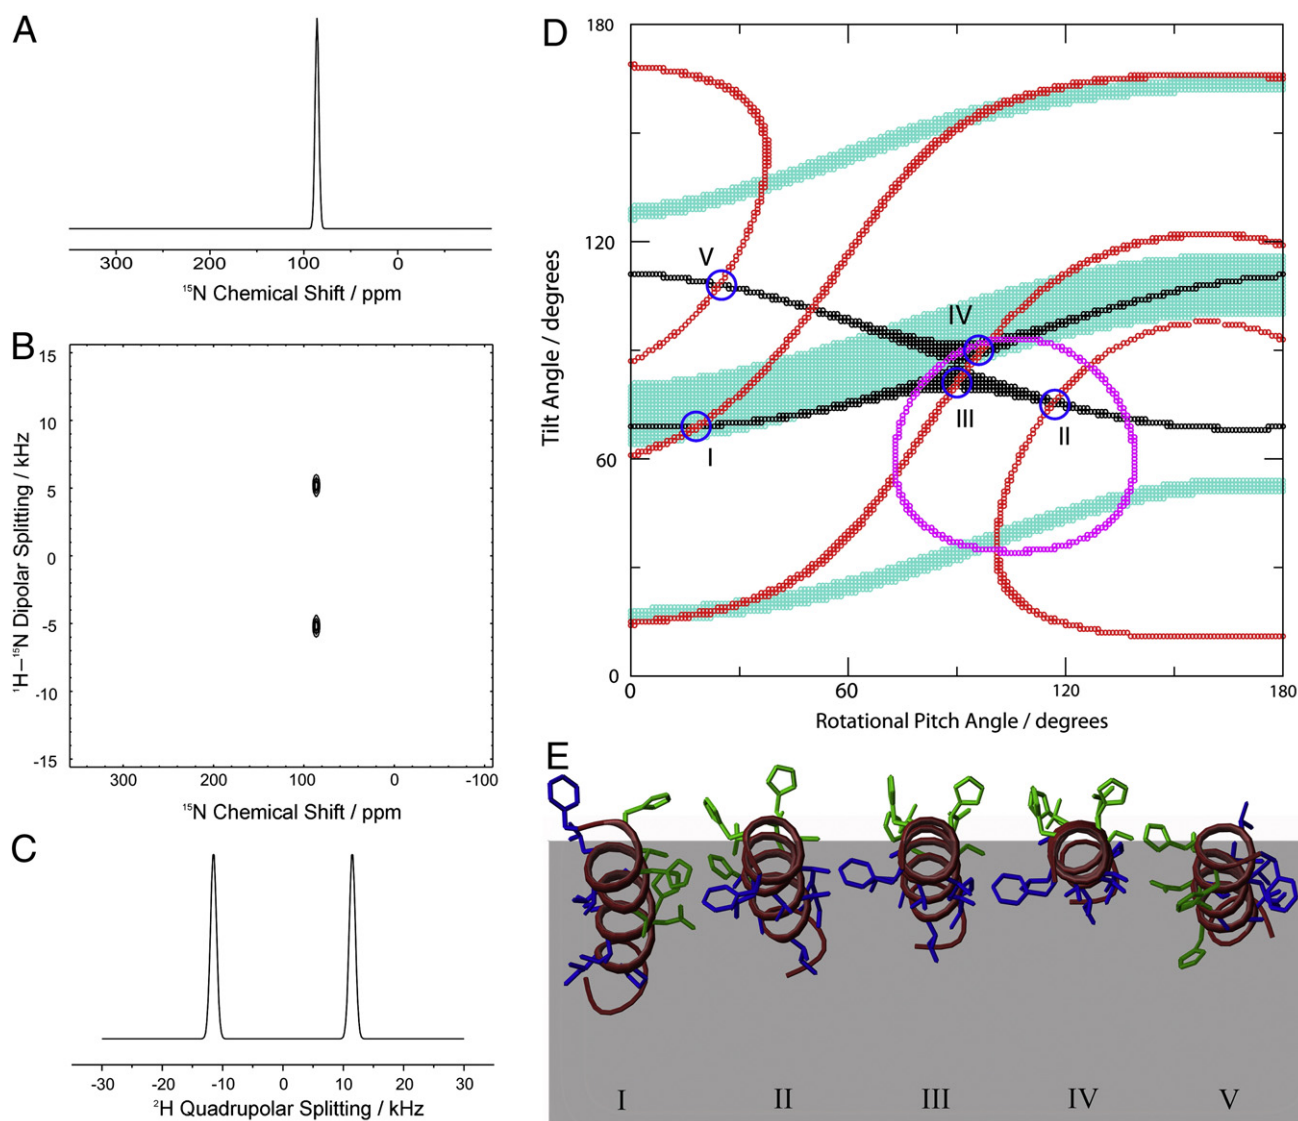 A
300
200
100
0
¹⁵N Chemical Shift / ppm
B
15
10
5
0
-5
-10
-15
¹H–¹⁵N Dipolar Splitting / kHz
300
200
100
0
-100
¹⁵N Chemical Shift / ppm
C
-30
-20
-10
0
10
20
30
²H Quadrupolar Splitting / kHz
D
180
120
60
0
Tilt Angle / degrees
V
IV
III
II
I
0
60
120
180
Rotational Pitch Angle / degrees
E
I
II
III
IV
V